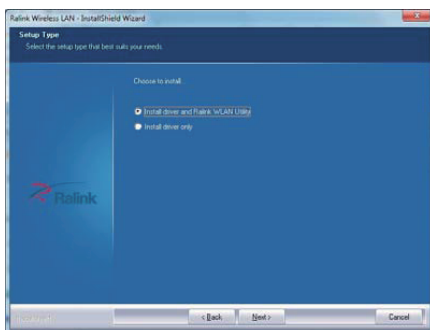 Ralink Wireless LAN - InstallShield Wizard
Setup Type
Select the setup type that best suits your needs.
Choose to install.
Install driver and Ralink WLAN Utility
Install driver only
Ralink
InstallShield
< Back
Next >
Cancel